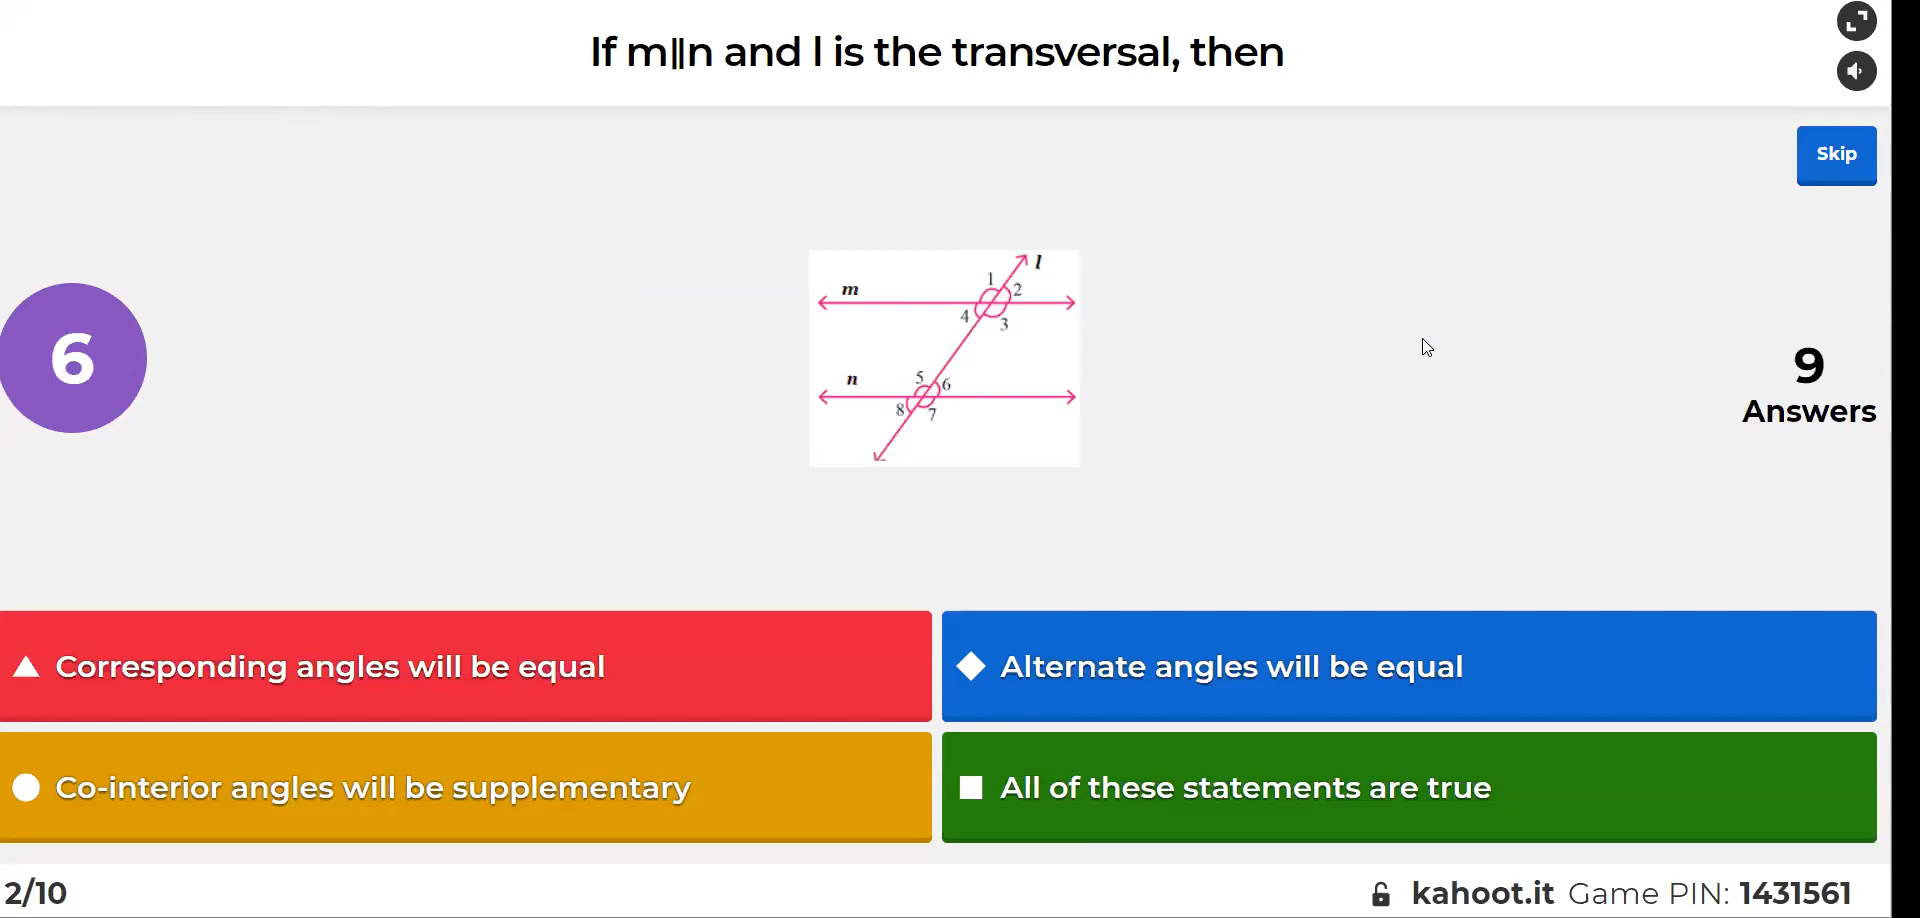 If m∥n and l is the transversal, then
Skip
6
l
1
2
m
4
3
5
6
n
8
7
9
Answers
Corresponding angles will be equal
Alternate angles will be equal
Co-interior angles will be supplementary
All of these statements are true
2/10
kahoot.it Game PIN: 1431561